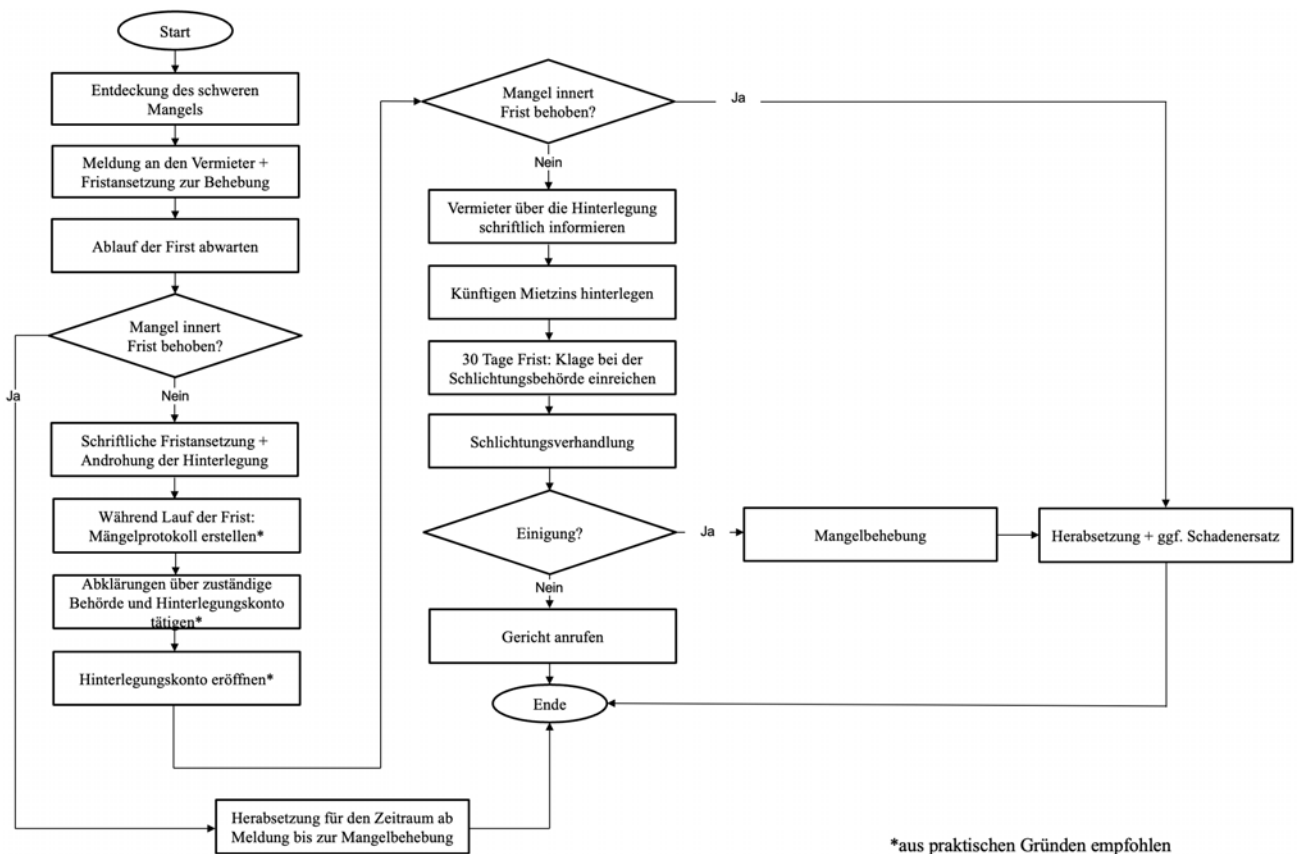 Start
Entdeckung des schweren
Mangels
Meldung an den Vermieter +
Fristansetzung zur Behebung
Ablauf der First abwarten
Mangel innert
Frist behoben?
Ja
Nein
Schriftliche Fristansetzung +
Androhung der Hinterlegung
Während Lauf der Frist:
Mängelprotokoll erstellen*
Abklärungen über zuständige
Behörde und Hinterlegungskonto
tätigen*
Hinterlegungskonto eröffnen*
Herabsetzung für den Zeitraum ab
Meldung bis zur Mangelbehebung
Mangel innert
Frist behoben?
Ja
Nein
Vermieter über die Hinterlegung
schriftlich informieren
Künftigen Mietzins hinterlegen
30 Tage Frist: Klage bei der
Schlichtungsbehörde einreichen
Schlichtungsverhandlung
Einigung?
Ja
Mangelbehebung
Herabsetzung + ggf. Schadenersatz
Nein
Gericht anrufen
Ende
*aus praktischen Gründen empfohlen